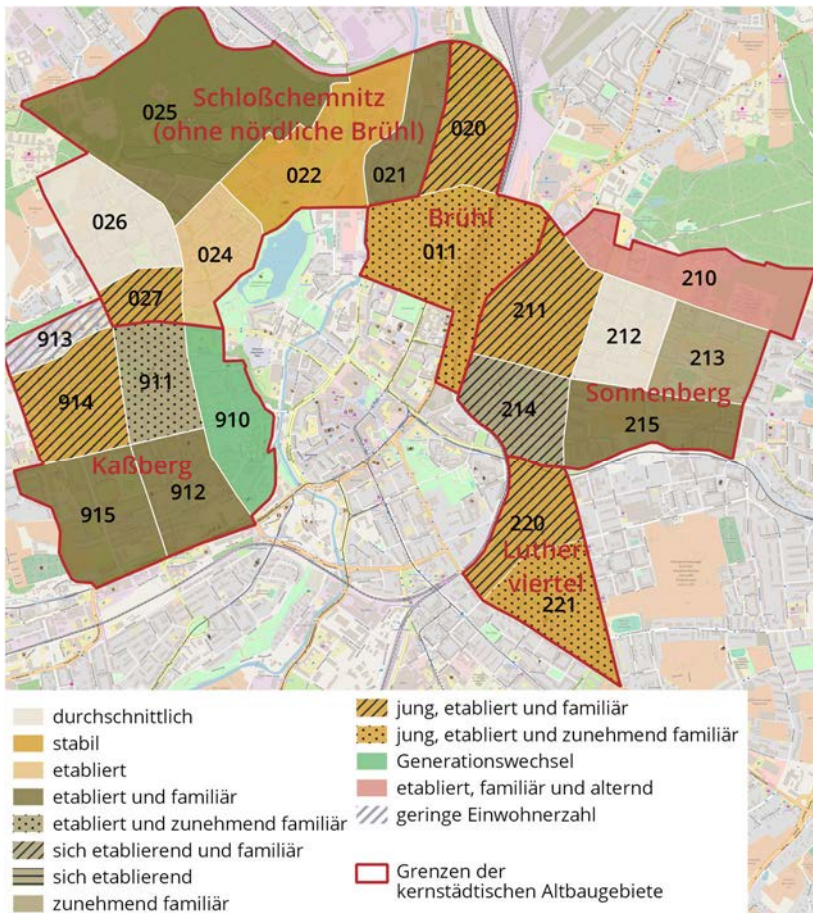 025
Schloßchemnitz
(ohne nördliche Brühl)
020
022
021
026
024
Brühl
011
027
210
211
913
212
213
911
914
910
214
Sonnenberg
215
Kaßberg
912
915
220
Luther-
viertel
221
durchschnittlich
stabil
etabliert
etabliert und familiär
etabliert und zunehmend familiär
sich etablierend und familiär
sich etablierend
zunehmend familiär
jung, etabliert und familiär
jung, etabliert und zunehmend familiär
Generationswechsel
etabliert, familiär und alternd
geringe Einwohnerzahl
Grenzen der
kernstädtischen Altbaugebiete